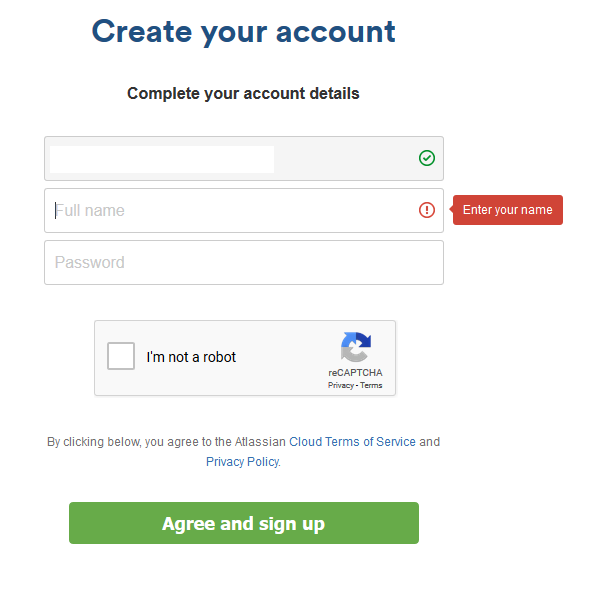 Create your account
Complete your account details
Full name
Enter your name
Password
I'm not a robot
reCAPTCHA
Privacy - Terms
By clicking below, you agree to the Atlassian Cloud Terms of Service and
Privacy Policy.
Agree and sign up